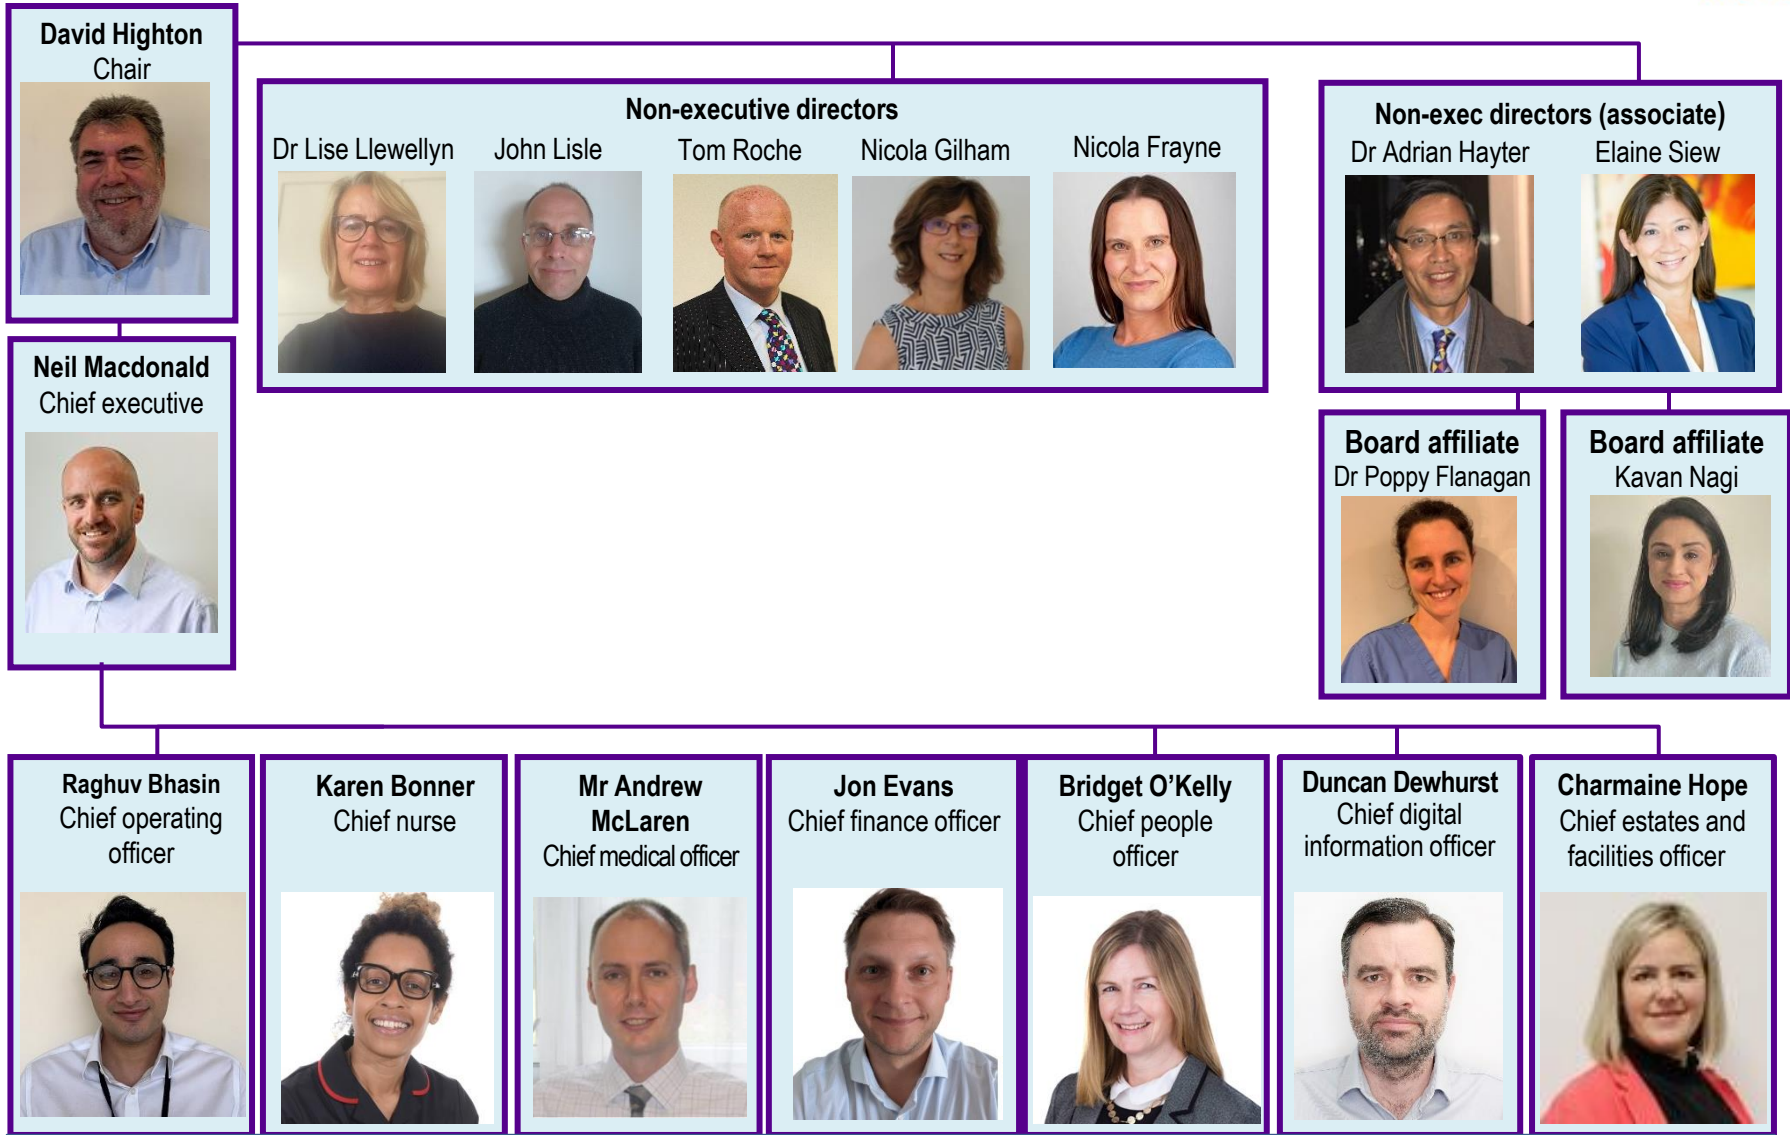 David Highton
Chair
Non-executive directors
Dr Lise Llewellyn
John Lisle
Tom Roche
Nicola Gilham
Nicola Frayne
Non-exec directors (associate)
Dr Adrian Hayter
Elaine Siew
Neil Macdonald
Chief executive
Board affiliate
Dr Poppy Flanagan
Board affiliate
Kavan Nagi
Raghuv Bhasin
Chief operating
officer
Karen Bonner
Chief nurse
Mr Andrew
McLaren
Chief medical officer
Jon Evans
Chief finance officer
Bridget O’Kelly
Chief people
officer
Duncan Dewhurst
Chief digital
information officer
Charmaine Hope
Chief estates and
facilities officer